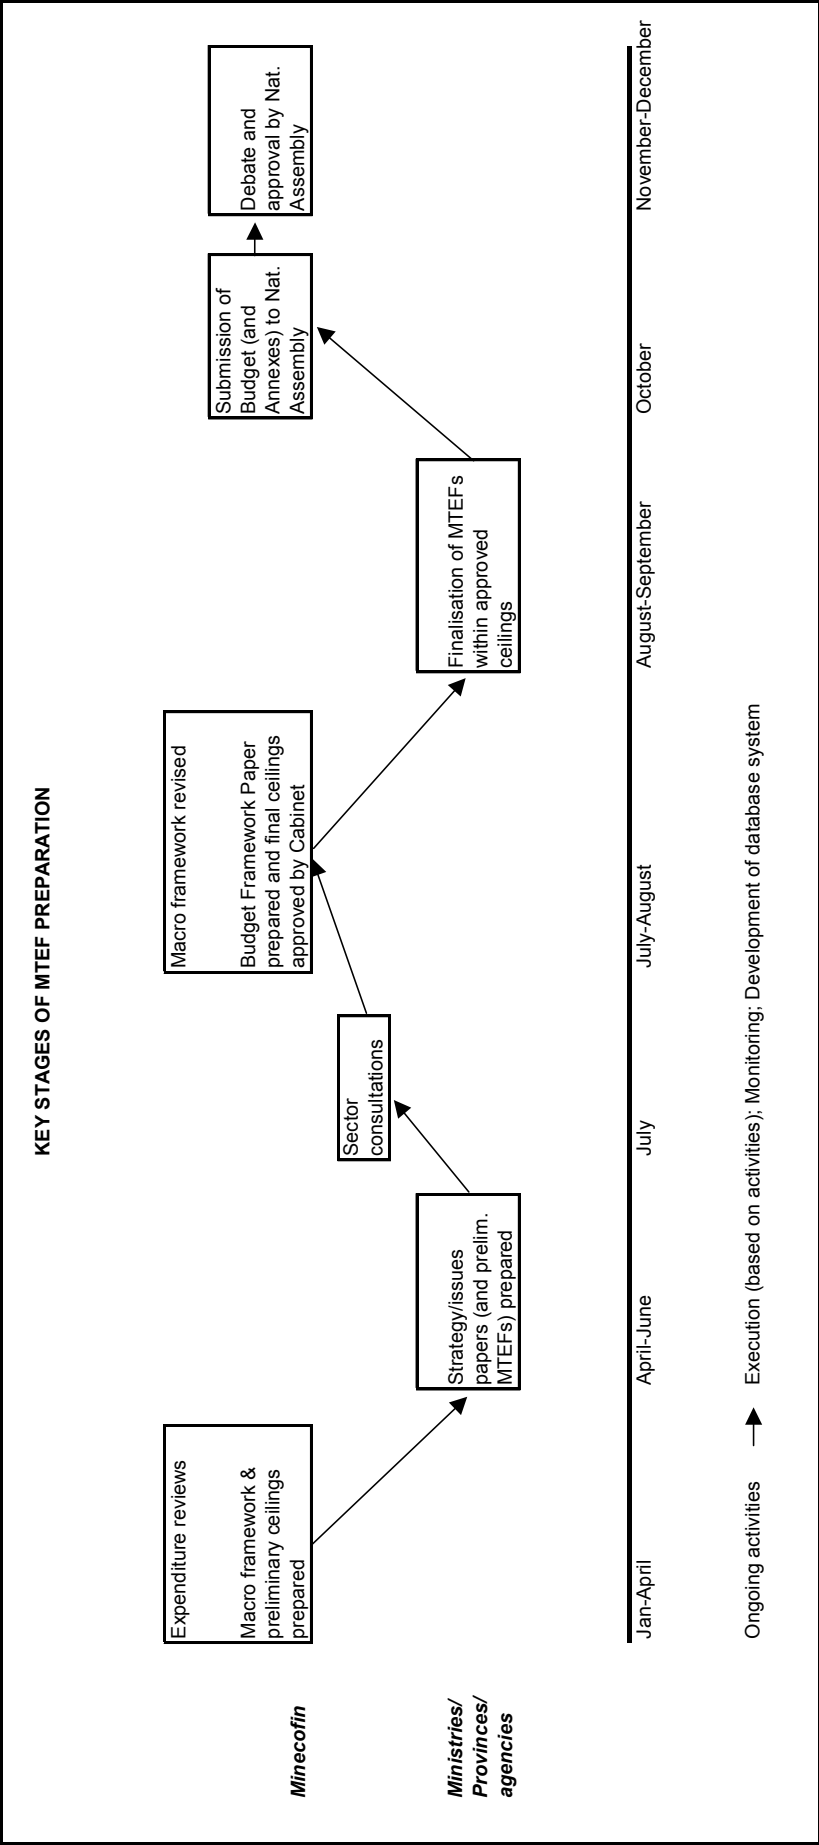 KEY STAGES OF MTEF PREPARATION
Minecofin
Expenditure reviews
Macro framework &
preliminary ceilings
prepared
Macro framework revised
Budget Framework Paper
prepared and final ceilings
approved by Cabinet
Submission of
Budget (and
Annexes) to Nat.
Assembly
Debate and
approval by Nat.
Assembly
Sector
consultations
Ministries/
Provinces/
agencies
Strategy/issues
papers (and prelim.
MTEFs) prepared
Finalisation of MTEFs
within approved
ceilings
Jan-April
April-June
July
July-August
August-September
October
November-December
Ongoing activities
Execution (based on activities); Monitoring; Development of database system